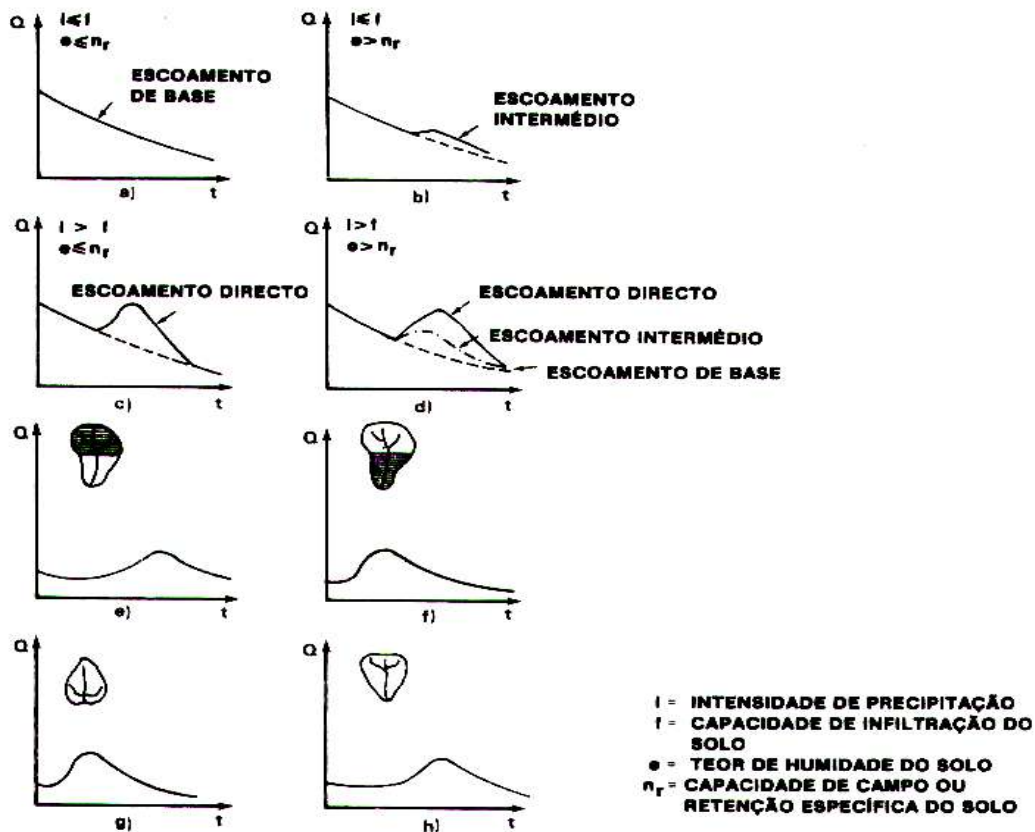 Q
i ≤ f
e ≤ nr
ESCOAMENTO
DE BASE
t
a)
Q
i ≤ f
e > nr
ESCOAMENTO
INTERMÉDIO
t
b)
Q
i > f
e ≤ nr
ESCOAMENTO DIRECTO
t
c)
Q
i > f
e > nr
ESCOAMENTO DIRECTO
ESCOAMENTO INTERMÉDIO
ESCOAMENTO DE BASE
t
d)
Q
t
e)
Q
t
f)
Q
t
g)
Q
t
h)
i = INTENSIDADE DE PRECIPITAÇÃO
f = CAPACIDADE DE INFILTRAÇÃO DO
SOLO
e = TEOR DE HUMIDADE DO SOLO
nr = CAPACIDADE DE CAMPO OU
RETENÇÃO ESPECÍFICA DO SOLO